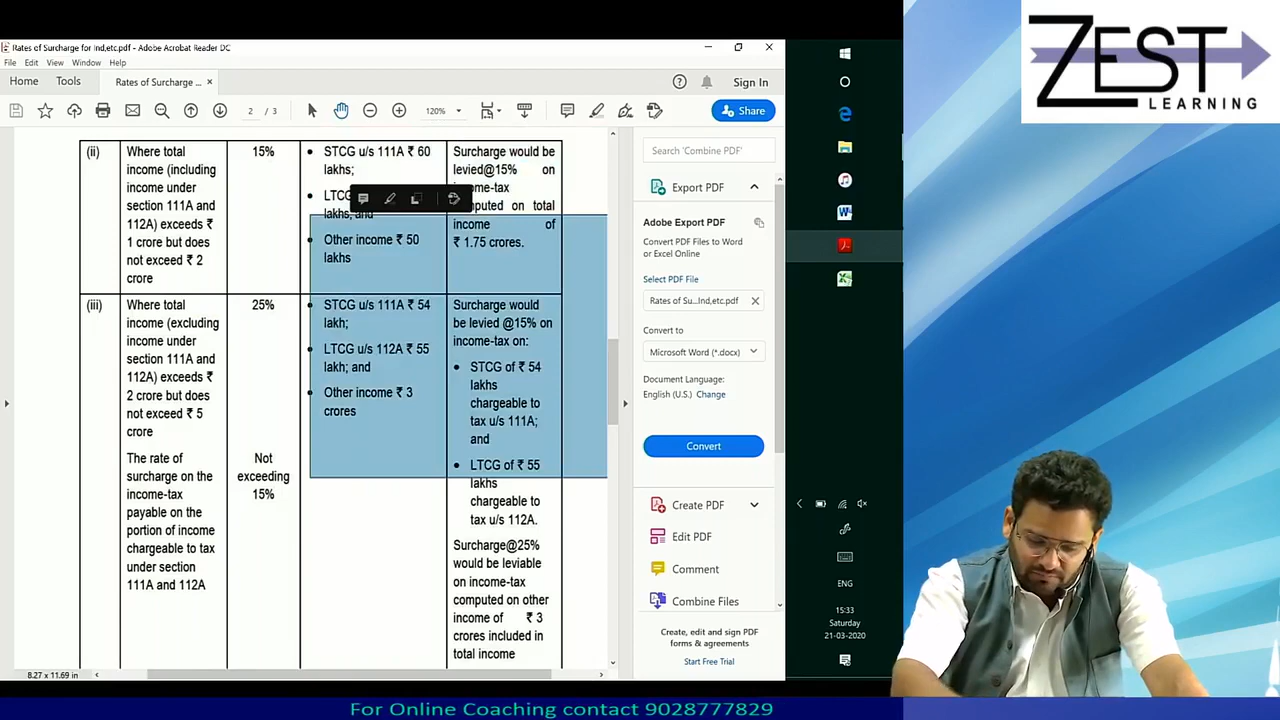 Rates of Surcharge for Ind,etc.pdf - Adobe Acrobat Reader DC
File Edit View Window Help
Home Tools Rates of Surcharge ... × Sign In
2 / 3 120% Share
(ii)
Where total
income (including
income under
section 111A and
112A) exceeds ₹
1 crore but does
not exceed ₹ 2
crore
15%
• STCG u/s 111A ₹ 60
lakhs;
• LTCG
lakhs, and
• Other income ₹ 50
lakhs
Surcharge would be
levied@15% on
income-tax
computed on total
income of
₹ 1.75 crores.
(iii)
Where total
income (excluding
income under
section 111A and
112A) exceeds ₹
2 crore but does
not exceed ₹ 5
crore
The rate of
surcharge on the
income-tax
payable on the
portion of income
chargeable to tax
under section
111A and 112A
25%
Not
exceeding
15%
• STCG u/s 111A ₹ 54
lakh;
• LTCG u/s 112A ₹ 55
lakh; and
• Other income ₹ 3
crores
Surcharge would
be levied @15% on
income-tax on:
• STCG of ₹ 54
lakhs
chargeable to
tax u/s 111A;
and
• LTCG of ₹ 55
lakhs
chargeable to
tax u/s 112A.
Surcharge@25%
would be leviable
on income-tax
computed on other
income of ₹ 3
crores included in
total income
8.27 x 11.69 in
Search 'Combine PDF'
Export PDF
Adobe Export PDF
Convert PDF Files to Word
or Excel Online
Select PDF File
Rates of Su...Ind,etc.pdf
Convert to
Microsoft Word (*.docx)
Document Language:
English (U.S.) Change
Convert
Create PDF
Edit PDF
Comment
Combine Files
Create, edit and sign PDF
forms & agreements
Start Free Trial
ENG
15:33
Saturday
21-03-2020
ZEST
LEARNING
For Online Coaching contact 9028777829